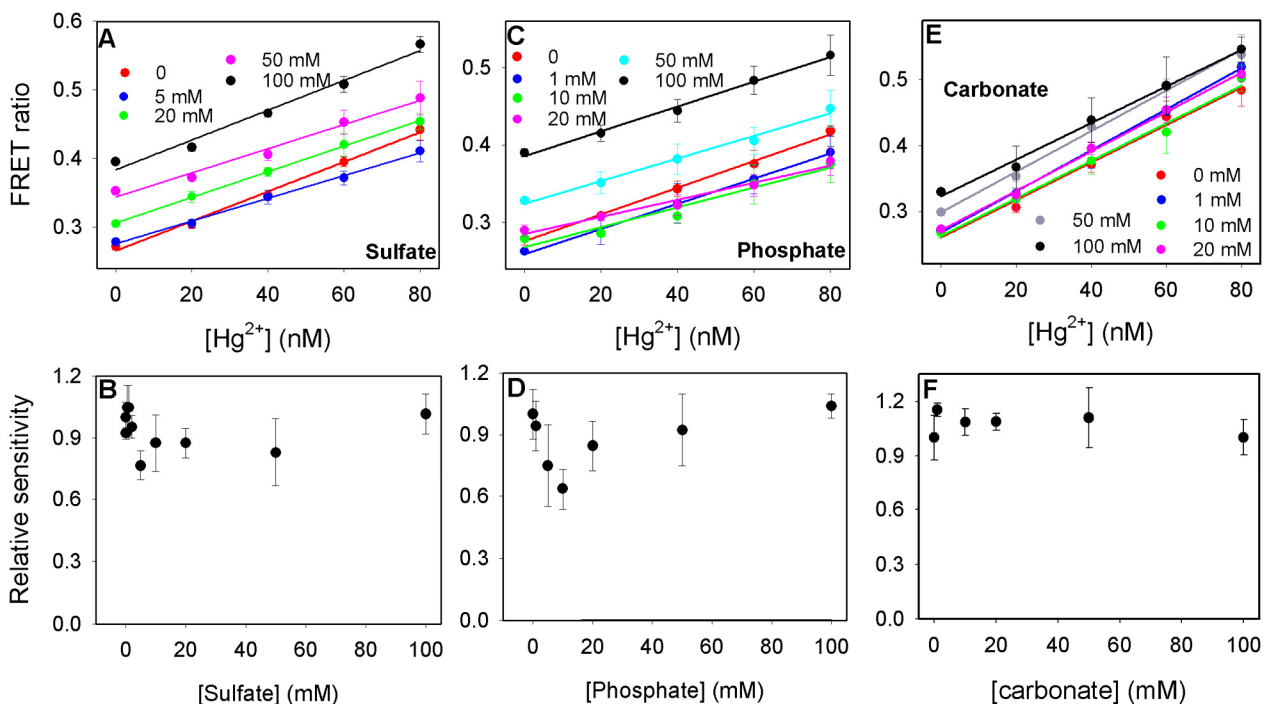 A
0
5 mM
20 mM
50 mM
100 mM
Sulfate
FRET ratio
0.6
0.5
0.4
0.3
0 20 40 60 80
[Hg²⁺] (nM)
C
0
1 mM
10 mM
20 mM
50 mM
100 mM
Phosphate
0.5
0.4
0.3
0 20 40 60 80
[Hg²⁺] (nM)
E
Carbonate
50 mM
100 mM
0 mM
1 mM
10 mM
20 mM
0.5
0.4
0.3
0 20 40 60 80
[Hg²⁺] (nM)
B
Relative sensitivity
1.2
0.9
0.6
0.3
0.0
0 20 40 60 80 100
[Sulfate] (mM)
D
1.2
0.9
0.6
0.3
0.0
0 20 40 60 80 100
[Phosphate] (mM)
F
1.2
0.9
0.6
0.3
0.0
0 20 40 60 80 100
[carbonate] (mM)